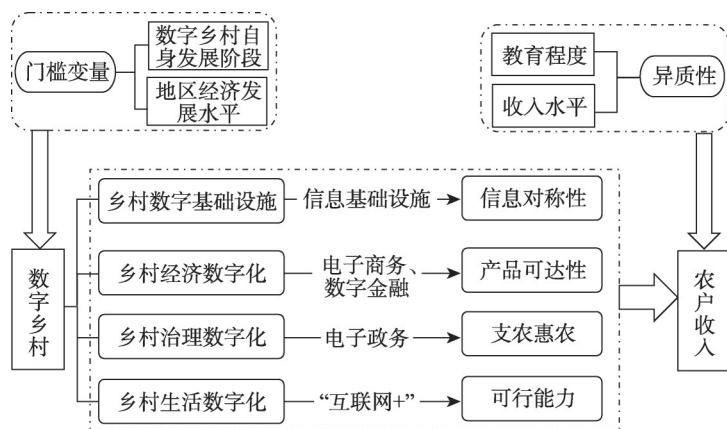 门槛变量
数字乡村自
身发展阶段
地区经济发
展水平
教育程度
收入水平
异质性
数字乡村
乡村数字基础设施
信息基础设施
信息对称性
乡村经济数字化
电子商务、
数字金融
产品可达性
乡村治理数字化
电子政务
支农惠农
乡村生活数字化
“互联网+”
可行能力
农户收入